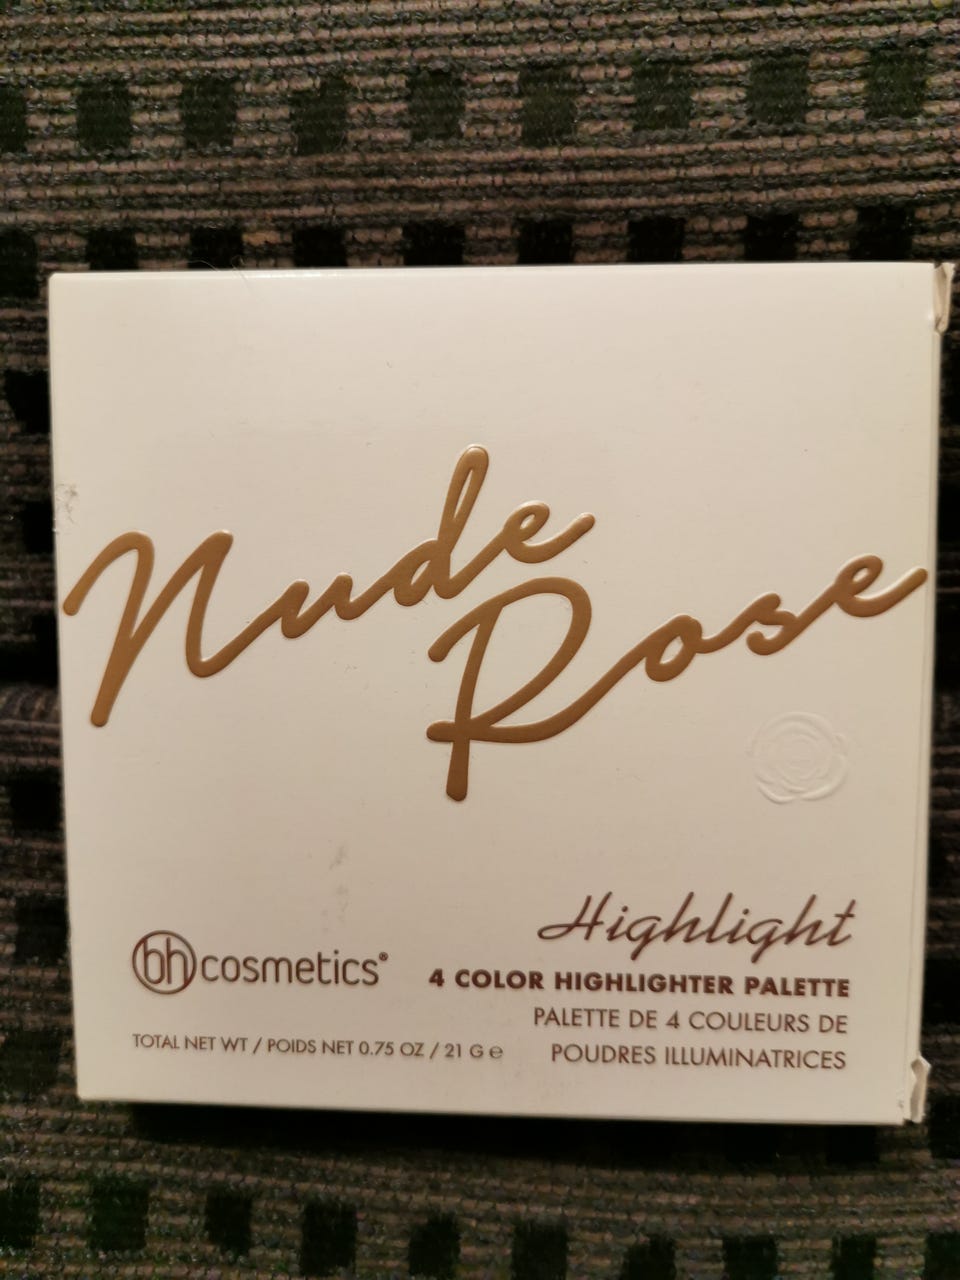 Nude
Rose
Highlight
bh cosmetics®
4 COLOR HIGHLIGHTER PALETTE
PALETTE DE 4 COULEURS DE
POUDRES ILLUMINATRICES
TOTAL NET WT / POIDS NET 0.75 OZ / 21 G e